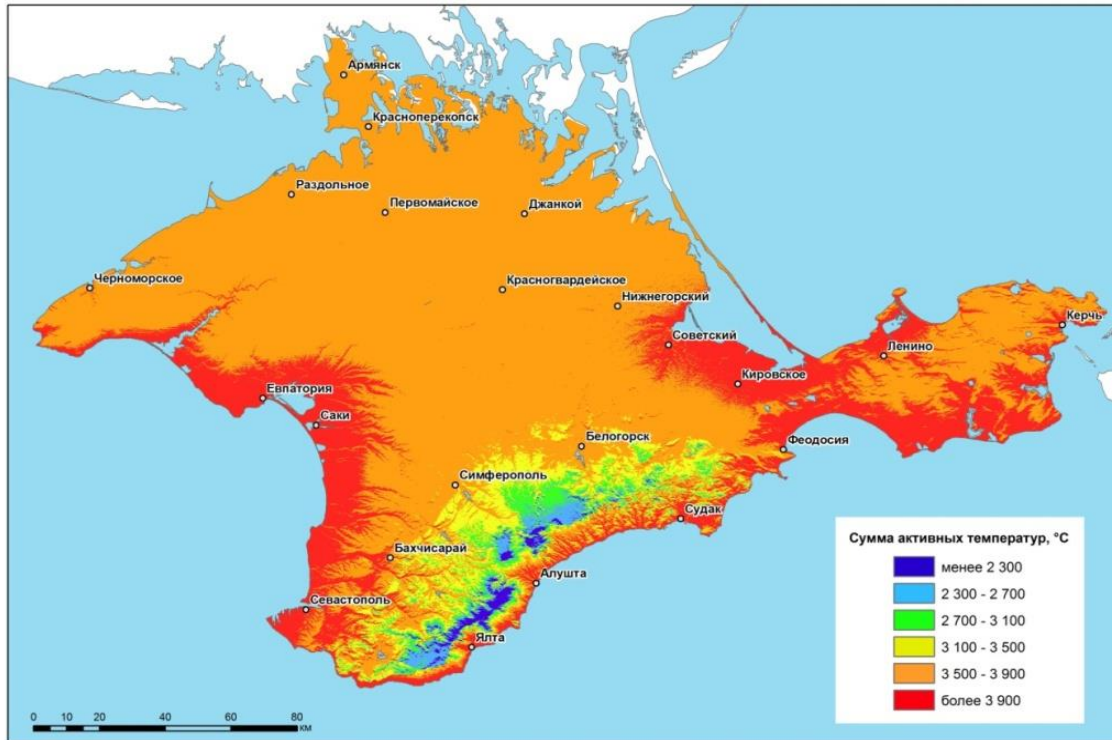 Армянск
Красноперекопск
Раздольное
Первомайское
Джанкой
Черноморское
Красногвардейское
Нижнегорский
Керчь
Советский
Ленино
Кировское
Евпатория
Саки
Белогорск
Феодосия
Симферополь
Судак
Бахчисарай
Алушта
Севастополь
Ялта
Сумма активных температур, °С
менее 2 300
2 300 - 2 700
2 700 - 3 100
3 100 - 3 500
3 500 - 3 900
более 3 900
0 10 20 40 60 80
км